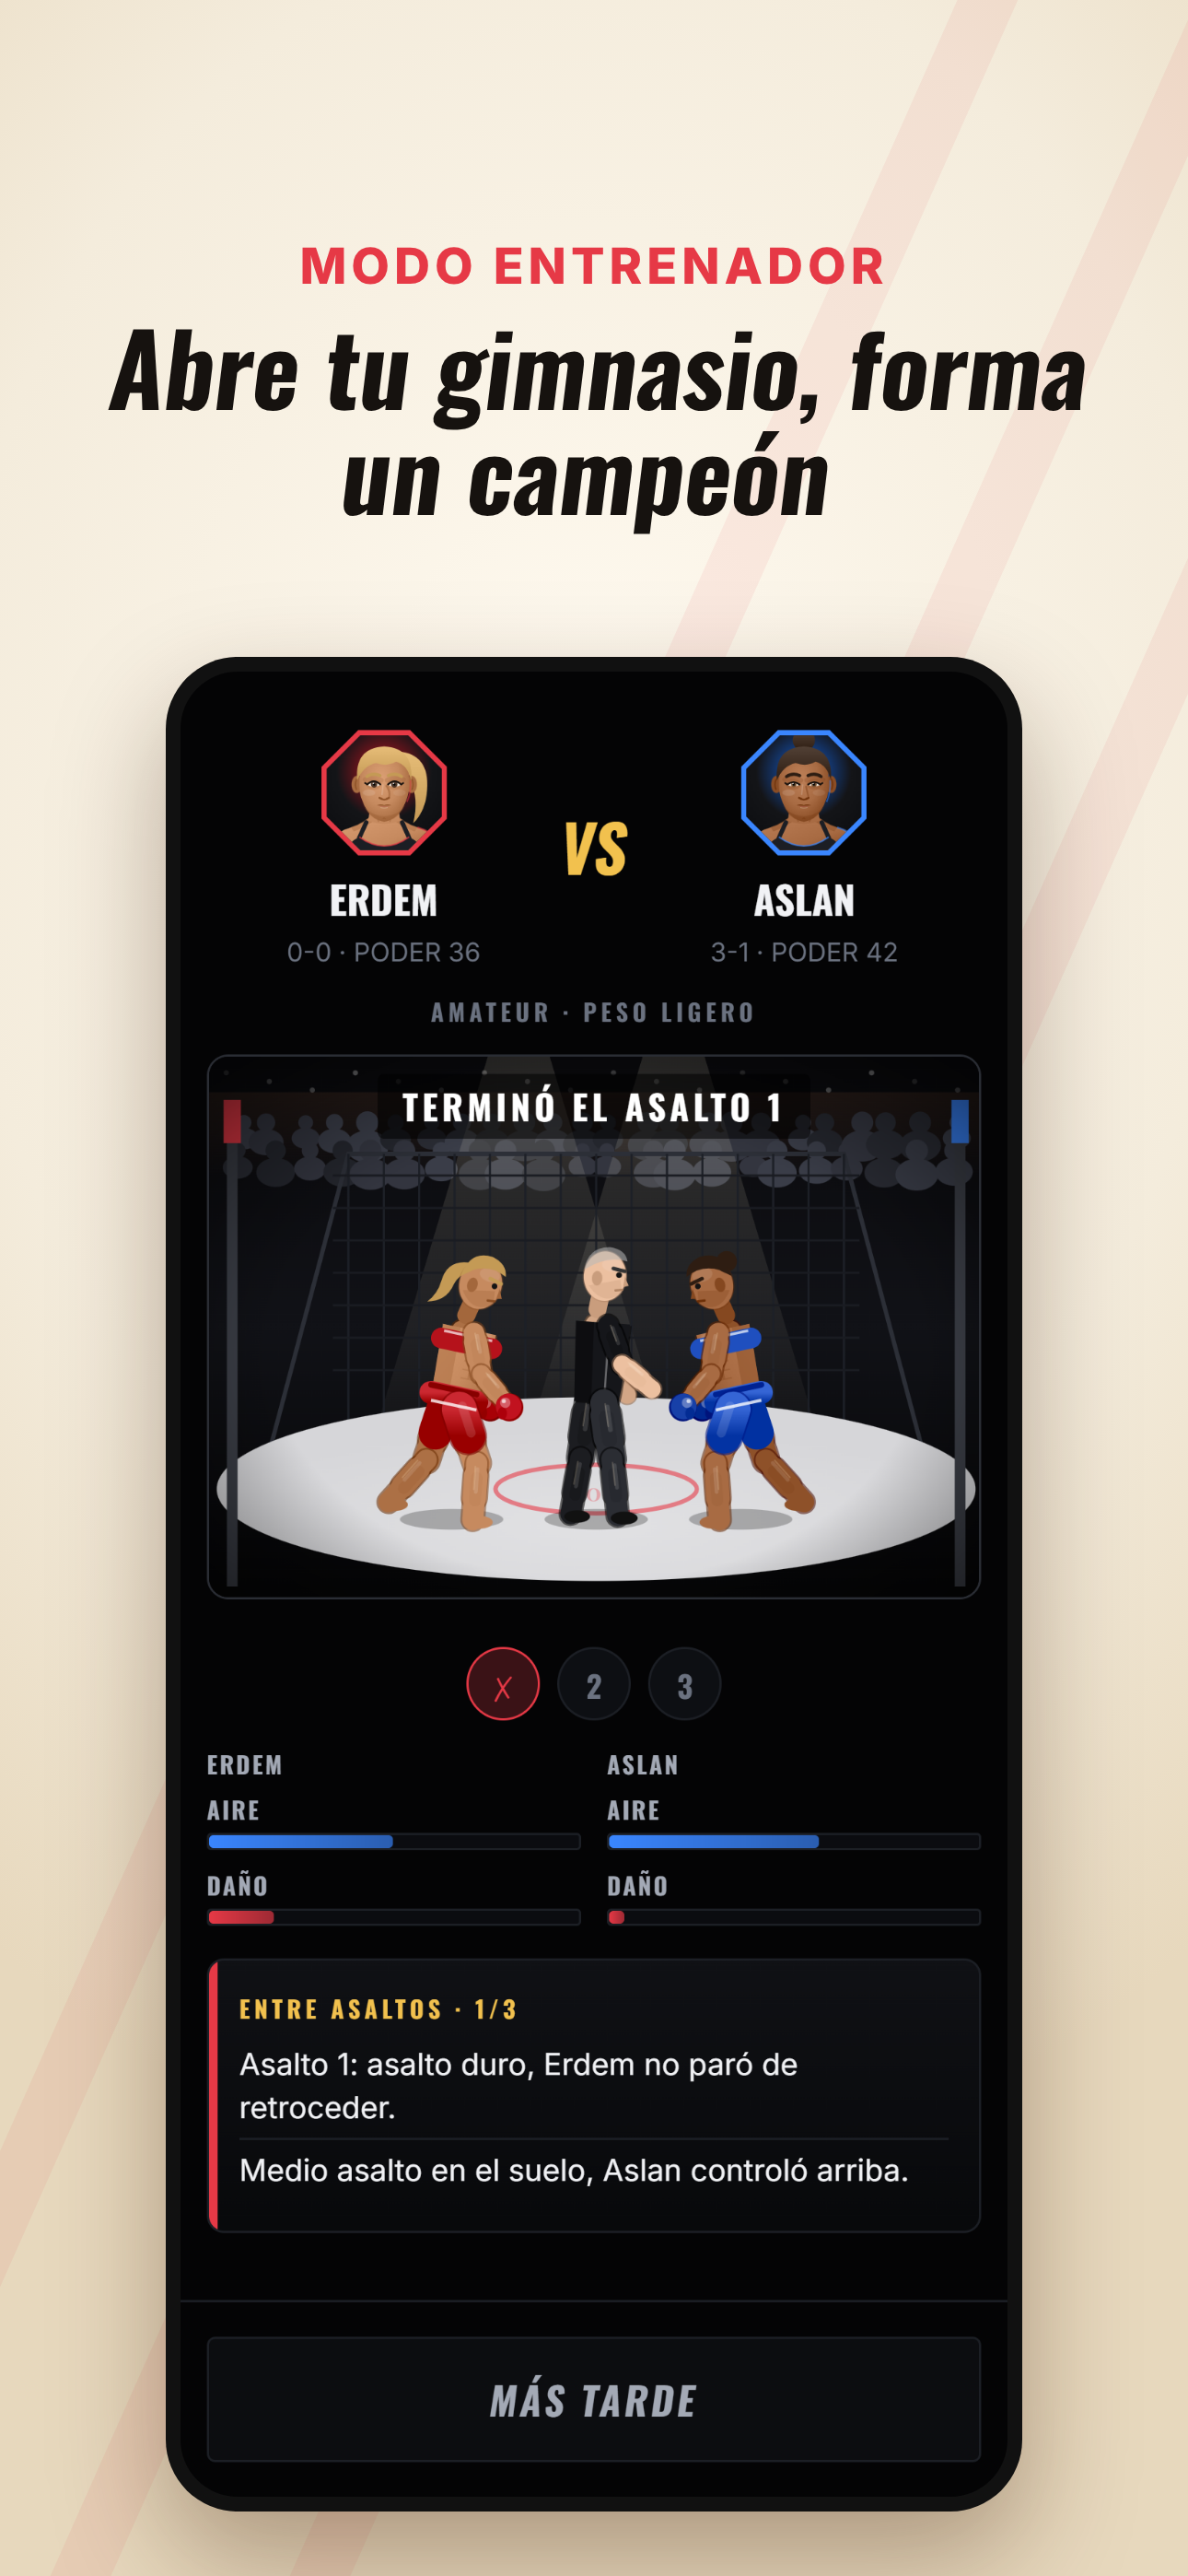 MODO ENTRENADOR
Abre tu gimnasio, forma
un campeón
VS
ERDEM
ASLAN
0-0 · PODER 36
3-1 · PODER 42
AMATEUR · PESO LIGERO
TERMINÓ EL ASALTO 1
✗ 2 3
ERDEM
ASLAN
AIRE
AIRE
DAÑO
DAÑO
ENTRE ASALTOS · 1/3
Asalto 1: asalto duro, Erdem no paró de
retroceder.
Medio asalto en el suelo, Aslan controló arriba.
MÁS TARDE